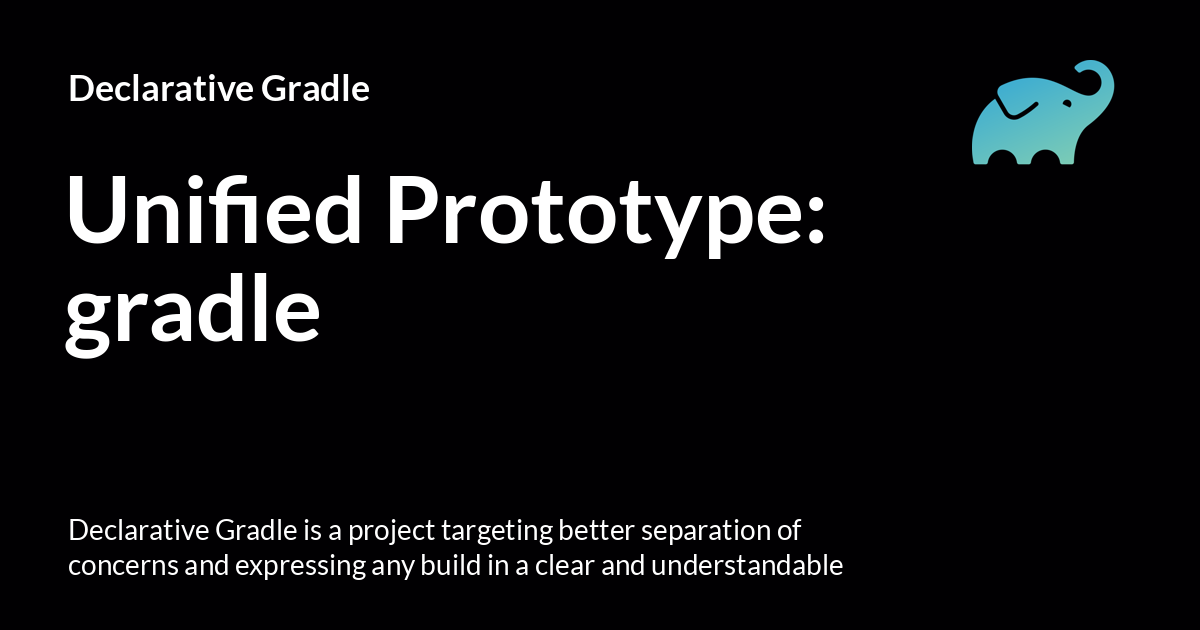 Declarative Gradle
Unified Prototype:
gradle
Declarative Gradle is a project targeting better separation of
concerns and expressing any build in a clear and understandable